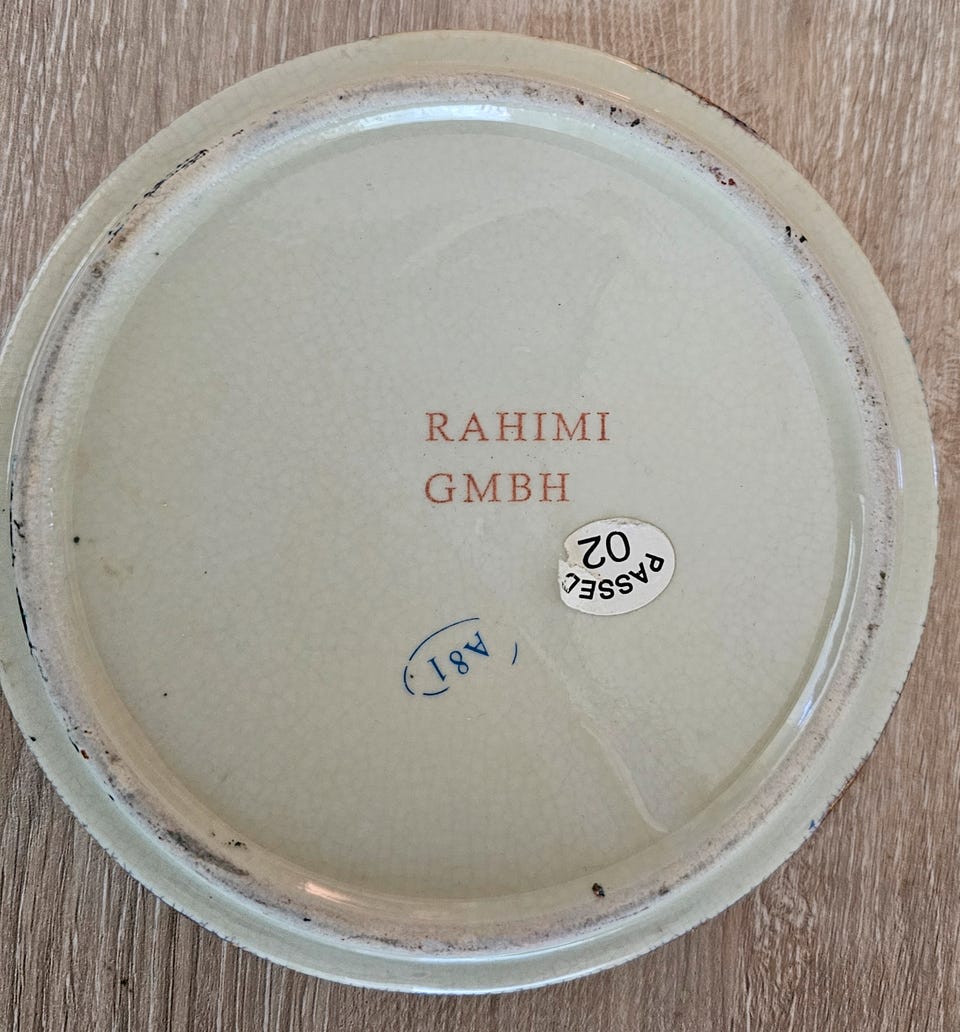 RAHIMI
GMBH
PASSED
02
A81